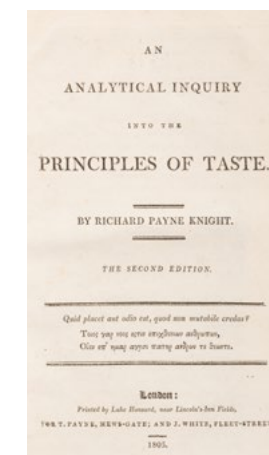 AN
ANALYTICAL INQUIRY
INTO THE
PRINCIPLES OF TASTE.
BY RICHARD PAYNE KNIGHT.
THE SECOND EDITION.
Quid placet aut odio est, quod non mutabile credas?
London:
Printed by Luke Hansard, near Lincoln's Inn Fields,
FOR T. PAYNE, MEWS-GATE; AND J. WHITE, FLEET-STREET
1805.